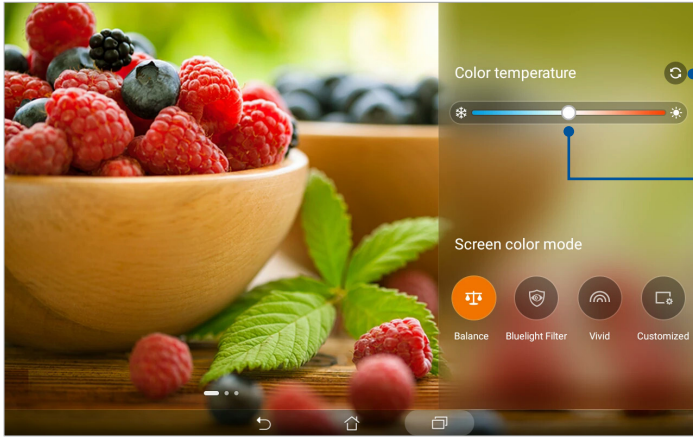 Color temperature
Screen color mode
Balance
Bluelight Filter
Vivid
Customized